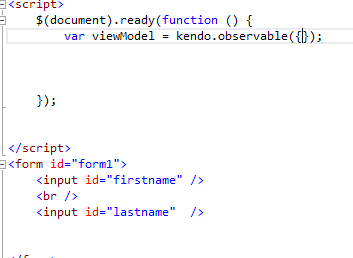 <script>
$(document).ready(function () {
var viewModel = kendo.observable({});
});
</script>
<form id="form1">
<input id="firstname" />
<br />
<input id="lastname"  />